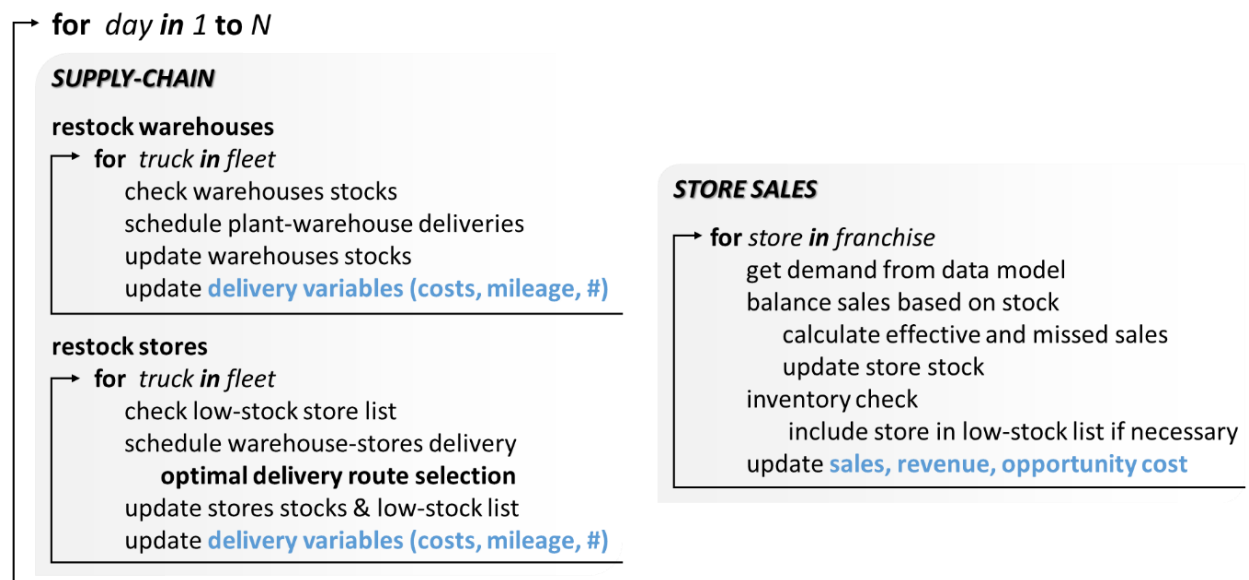 for day in 1 to N
SUPPLY-CHAIN
restock warehouses
for truck in fleet
check warehouses stocks
schedule plant-warehouse deliveries
update warehouses stocks
update delivery variables (costs, mileage, #)
restock stores
for truck in fleet
check low-stock store list
schedule warehouse-stores delivery
optimal delivery route selection
update stores stocks & low-stock list
update delivery variables (costs, mileage, #)
STORE SALES
for store in franchise
get demand from data model
balance sales based on stock
calculate effective and missed sales
update store stock
inventory check
include store in low-stock list if necessary
update sales, revenue, opportunity cost